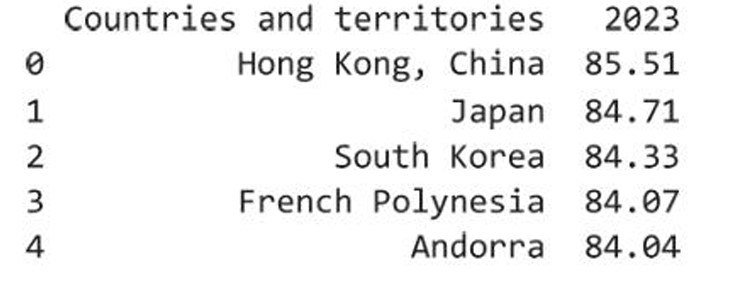 Countries and territories 2023
0 Hong Kong, China 85.51
1 Japan 84.71
2 South Korea 84.33
3 French Polynesia 84.07
4 Andorra 84.04